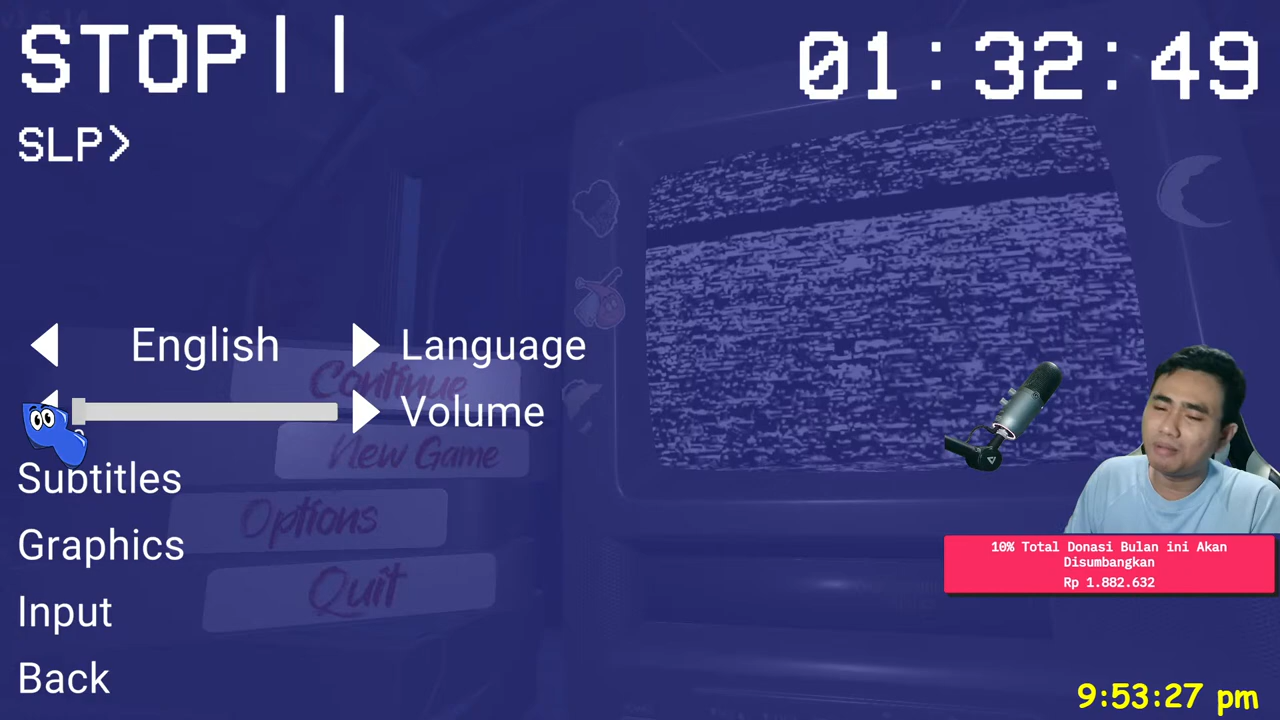 STOP||
01:32:49
SLP>
English
Language
Volume
Continue
New Game
Subtitles
Options
Graphics
Quit
Input
Back
10% Total Donasi Bulan ini Akan
Disumbangkan
Rp 1.882.632
9:53:27 pm